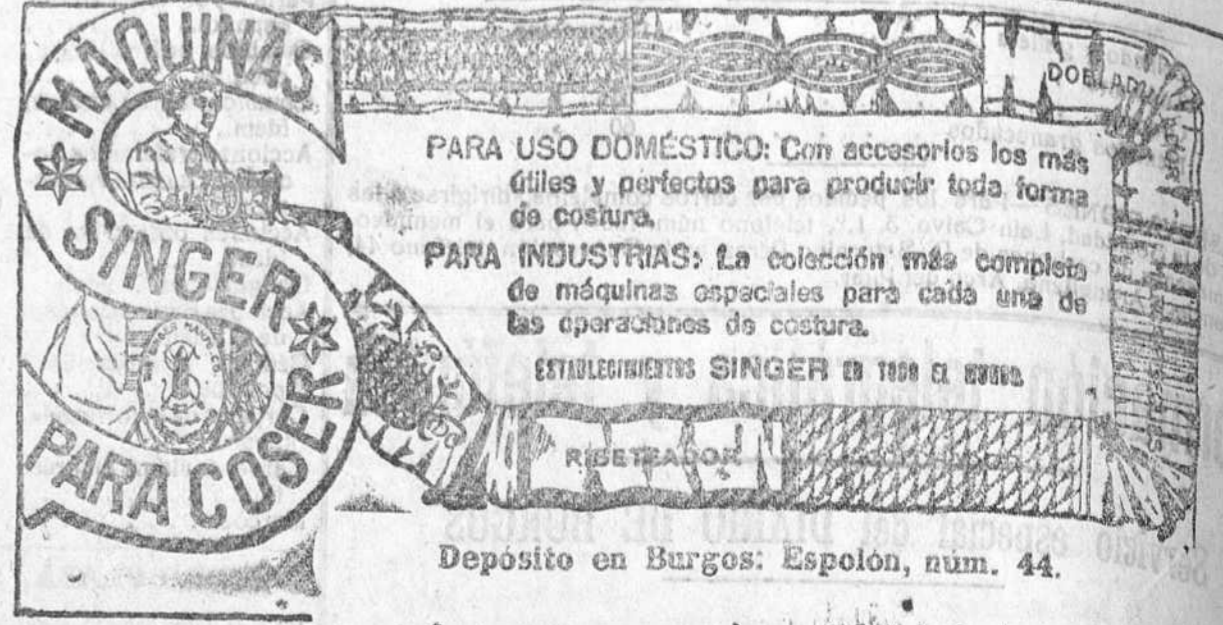 MÁQUINAS
SINGER
PARA COSER
PARA USO DOMÉSTICO: Con accesorios los más
útiles y perfectos para producir toda forma
de costura.
PARA INDUSTRIAS: La colección más completa
de máquinas especiales para cada una de
las operaciones de costura.
ESTABLECIMIENTOS SINGER EN TODO EL MUNDO
RIBETEADOR
Depósito en Burgos: Espolón, núm. 44.